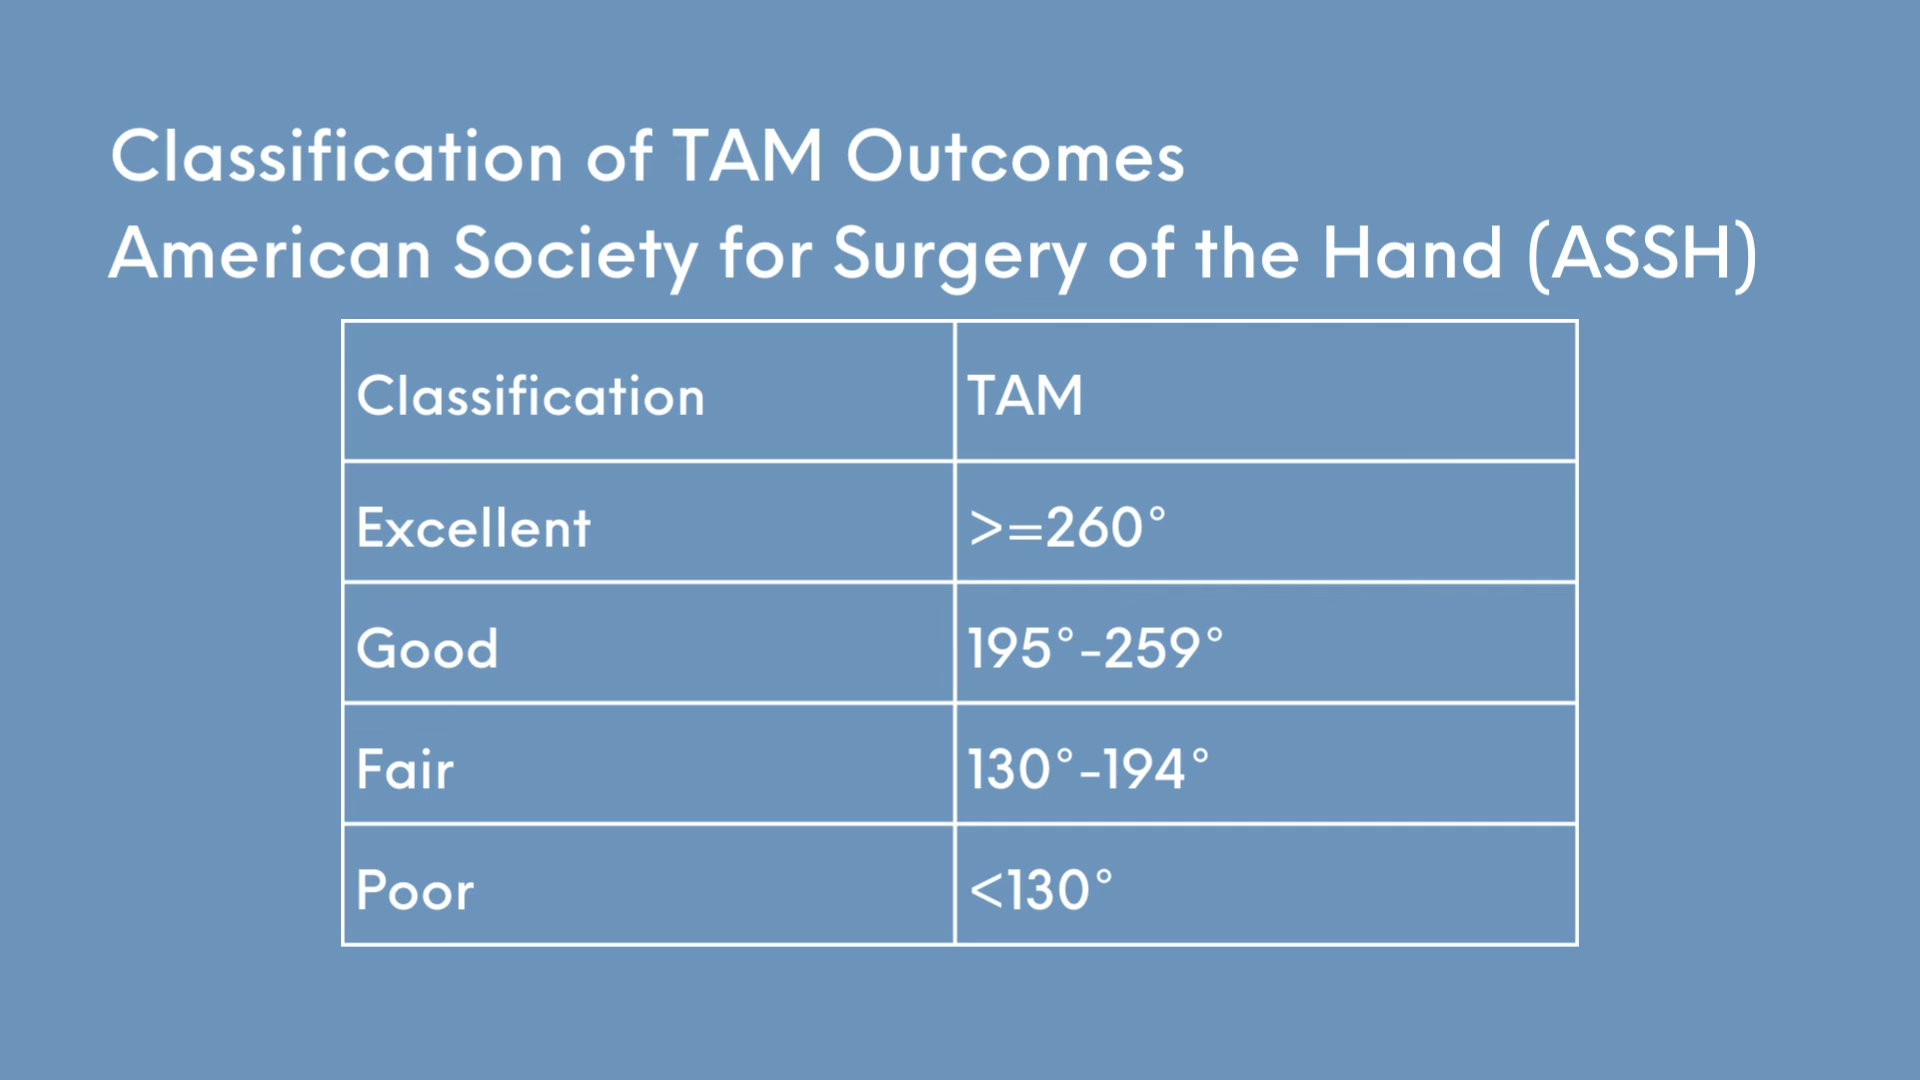 Classification of TAM Outcomes
American Society for Surgery of the Hand (ASSH)
Classification TAM
Excellent >=260°
Good 195°-259°
Fair 130°-194°
Poor <130°